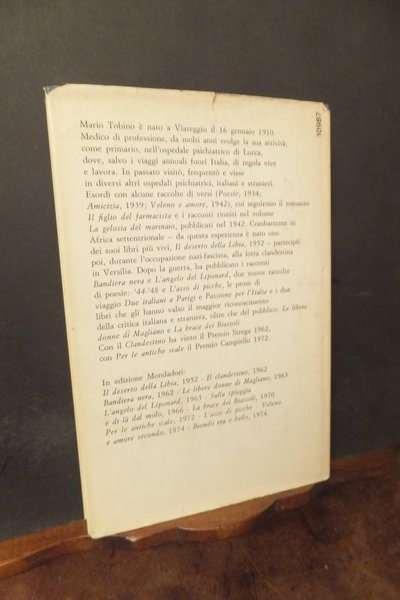 10987
Mario Tobino è nato a Viareggio il 16 gennaio 1910.
Medico di professione, da molti anni svolge la sua attività,
come primario, nell'ospedale psichiatrico di Lucca,
dove, salvo i viaggi annuali fuori Italia, di regola vive
e lavora. In passato visitò, frequentò e visse
in diversi altri ospedali psichiatrici, italiani e stranieri.
Esordì con alcune raccolte di versi (Poesie, 1934;
Amicizia, 1939; Veleno e amore, 1942), cui seguirono il romanzo
Il figlio del farmacista e i racconti riuniti nel volume
La gelosia del marinaio, pubblicati nel 1942. Combattente in
Africa settentrionale – da questa esperienza è nato uno
dei suoi libri più vivi, Il deserto della Libia, 1952 – partecipò
poi, durante l'occupazione nazi-fascista, alla lotta clandestina
in Versilia. Dopo la guerra, ha pubblicato i racconti
Bandiera nera e L'angelo del Liponard, due nuove raccolte
di poesie: '44-'48 e L'asso di picche, le prose di
viaggio Due italiani a Parigi e Passione per l'Italia e i due
libri che gli hanno valso il maggior riconoscimento
della critica italiana e straniera, oltre che del pubblico: Le libere
donne di Magliano e La brace dei Biassoli.
Con il Clandestino ha vinto il Premio Strega 1962,
con Per le antiche scale il Premio Campiello 1972.
In edizione Mondadori:
Il deserto della Libia, 1952 - Il clandestino, 1962
Bandiera nera, 1962 - Le libere donne di Magliano, 1963
L'angelo del Liponard, 1963 - Sulla spiaggia
e di là dal molo, 1966 - La brace dei Biassoli, 1970
Per le antiche scale, 1972 - L'asso di picche - Veleno
e amore secondo, 1974 - Biondo era e bello, 1974.